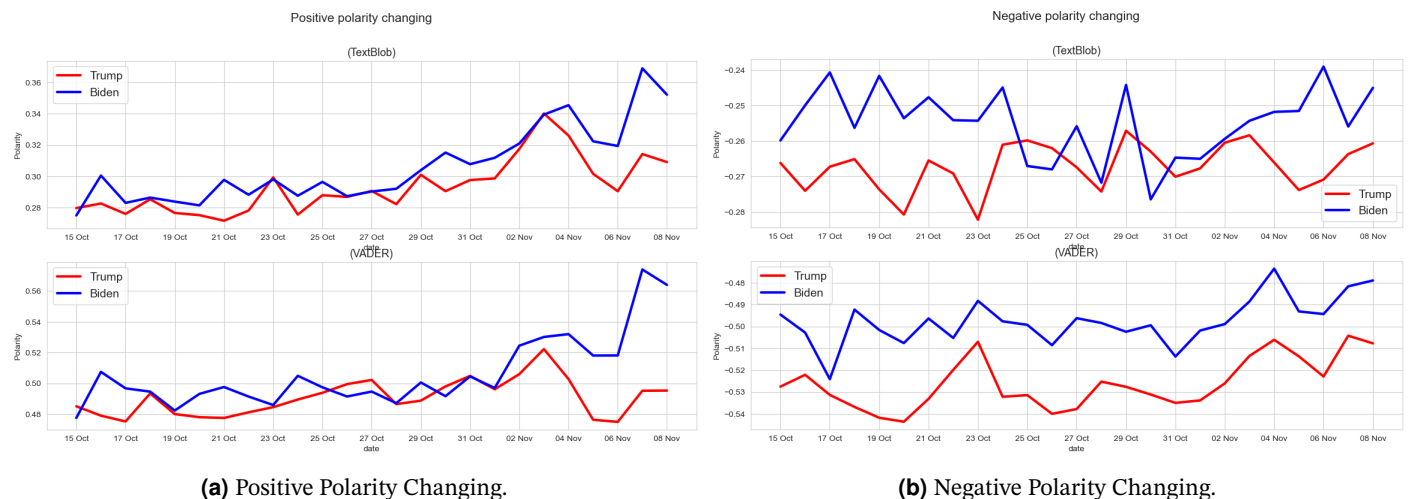 Positive polarity changing
(TextBlob)
Trump
Biden
Polarity
0.36
0.34
0.32
0.30
0.28
15 Oct 17 Oct 19 Oct 21 Oct 23 Oct 25 Oct 27 Oct 29 Oct 31 Oct 02 Nov 04 Nov 06 Nov 08 Nov
date
(VADER)
Trump
Biden
Polarity
0.56
0.54
0.52
0.50
0.48
15 Oct 17 Oct 19 Oct 21 Oct 23 Oct 25 Oct 27 Oct 29 Oct 31 Oct 02 Nov 04 Nov 06 Nov 08 Nov
date
(a) Positive Polarity Changing.
Negative polarity changing
(TextBlob)
Polarity
−0.24
−0.25
−0.26
−0.27
−0.28
Trump
Biden
15 Oct 17 Oct 19 Oct 21 Oct 23 Oct 25 Oct 27 Oct 29 Oct 31 Oct 02 Nov 04 Nov 06 Nov 08 Nov
date
(VADER)
Trump
Biden
Polarity
−0.48
−0.49
−0.50
−0.51
−0.52
−0.53
−0.54
15 Oct 17 Oct 19 Oct 21 Oct 23 Oct 25 Oct 27 Oct 29 Oct 31 Oct 02 Nov 04 Nov 06 Nov 08 Nov
date
(b) Negative Polarity Changing.